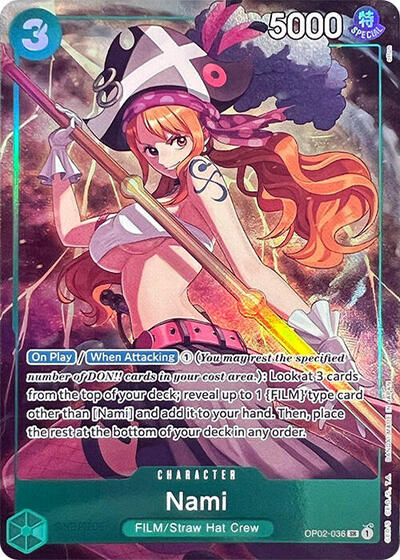 3
5000
特
SPECIAL
On Play / When Attacking ① (You may rest the specified
number of DON!! cards in your cost area.): Look at 3 cards
from the top of your deck; reveal up to 1 {FILM} type card
other than [Nami] and add it to your hand. Then, place
the rest at the bottom of your deck in any order.
CHARACTER
Nami
FILM/Straw Hat Crew
OP02-036 SR 1